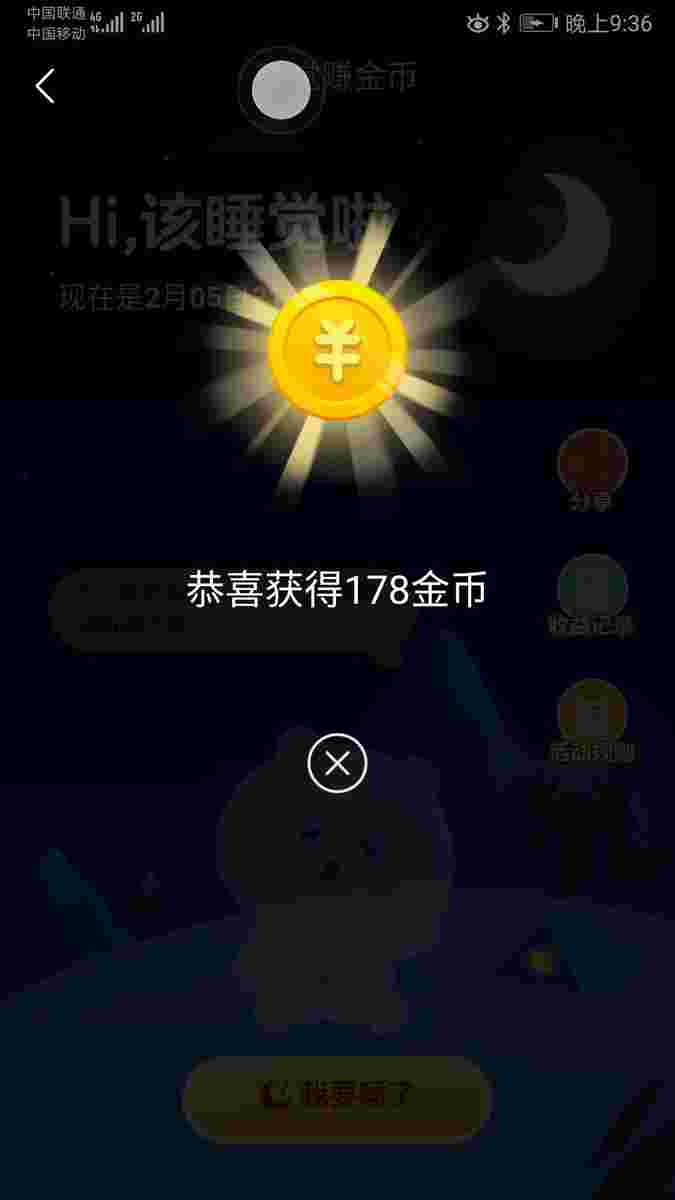 中国联通 4G 2G
中国移动
晚上9:36
赚金币
Hi,该睡觉啦
现在是2月05日
恭喜获得178金币
分享
收益记录
活动规则
我要睡了